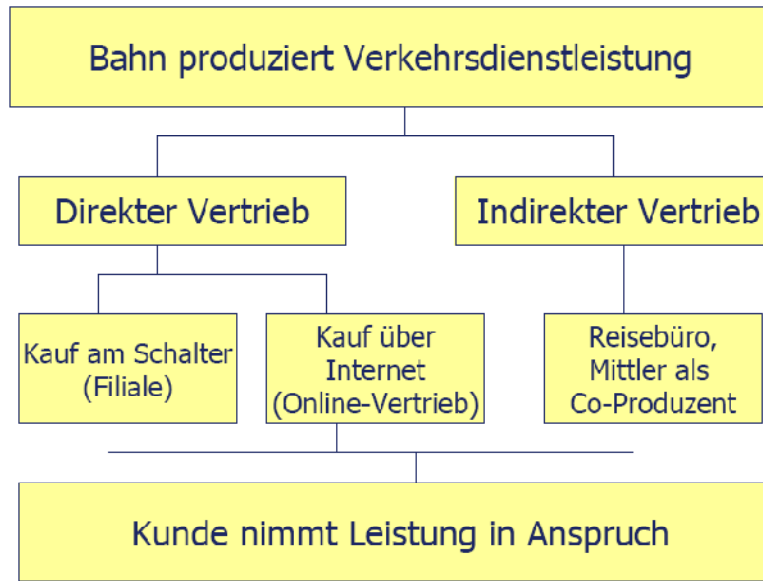 Bahn produziert Verkehrsdienstleistung
Direkter Vertrieb
Indirekter Vertrieb
Kauf am Schalter
(Filiale)
Kauf über
Internet
(Online-Vertrieb)
Reisebüro,
Mittler als
Co-Produzent
Kunde nimmt Leistung in Anspruch